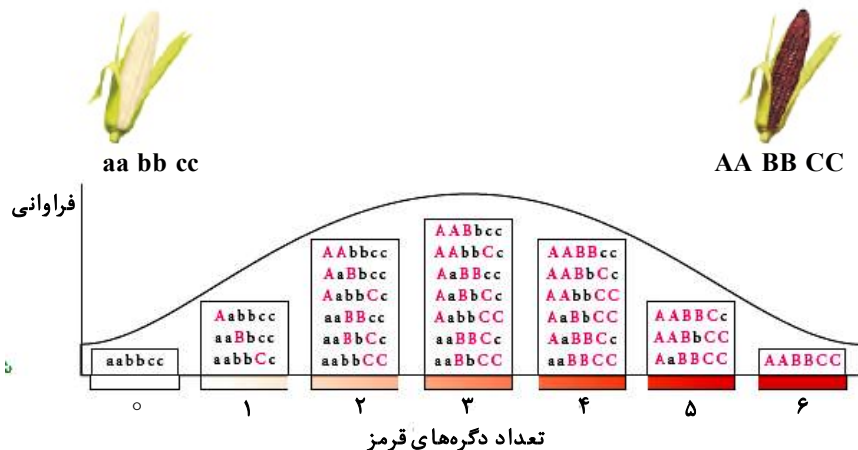 aa bb cc
AA BB CC
فراوانی
aabbcc
Aabbcc
aaBbcc
aabbCc
AAbbcc
AaBbcc
AabbCc
aaBBcc
aaBbCc
aabbCC
AABbcc
AAbbCc
AaBBcc
AaBbCc
AabbCC
aaBBCc
aaBbCC
AABBcc
AABbCc
AAbbCC
AaBbCC
AaBBCc
aaBBCC
AABBCc
AABbCC
AaBBCC
AABBCC
۰ ۱ ۲ ۳ ۴ ۵ ۶
تعداد دگره‌های قرمز